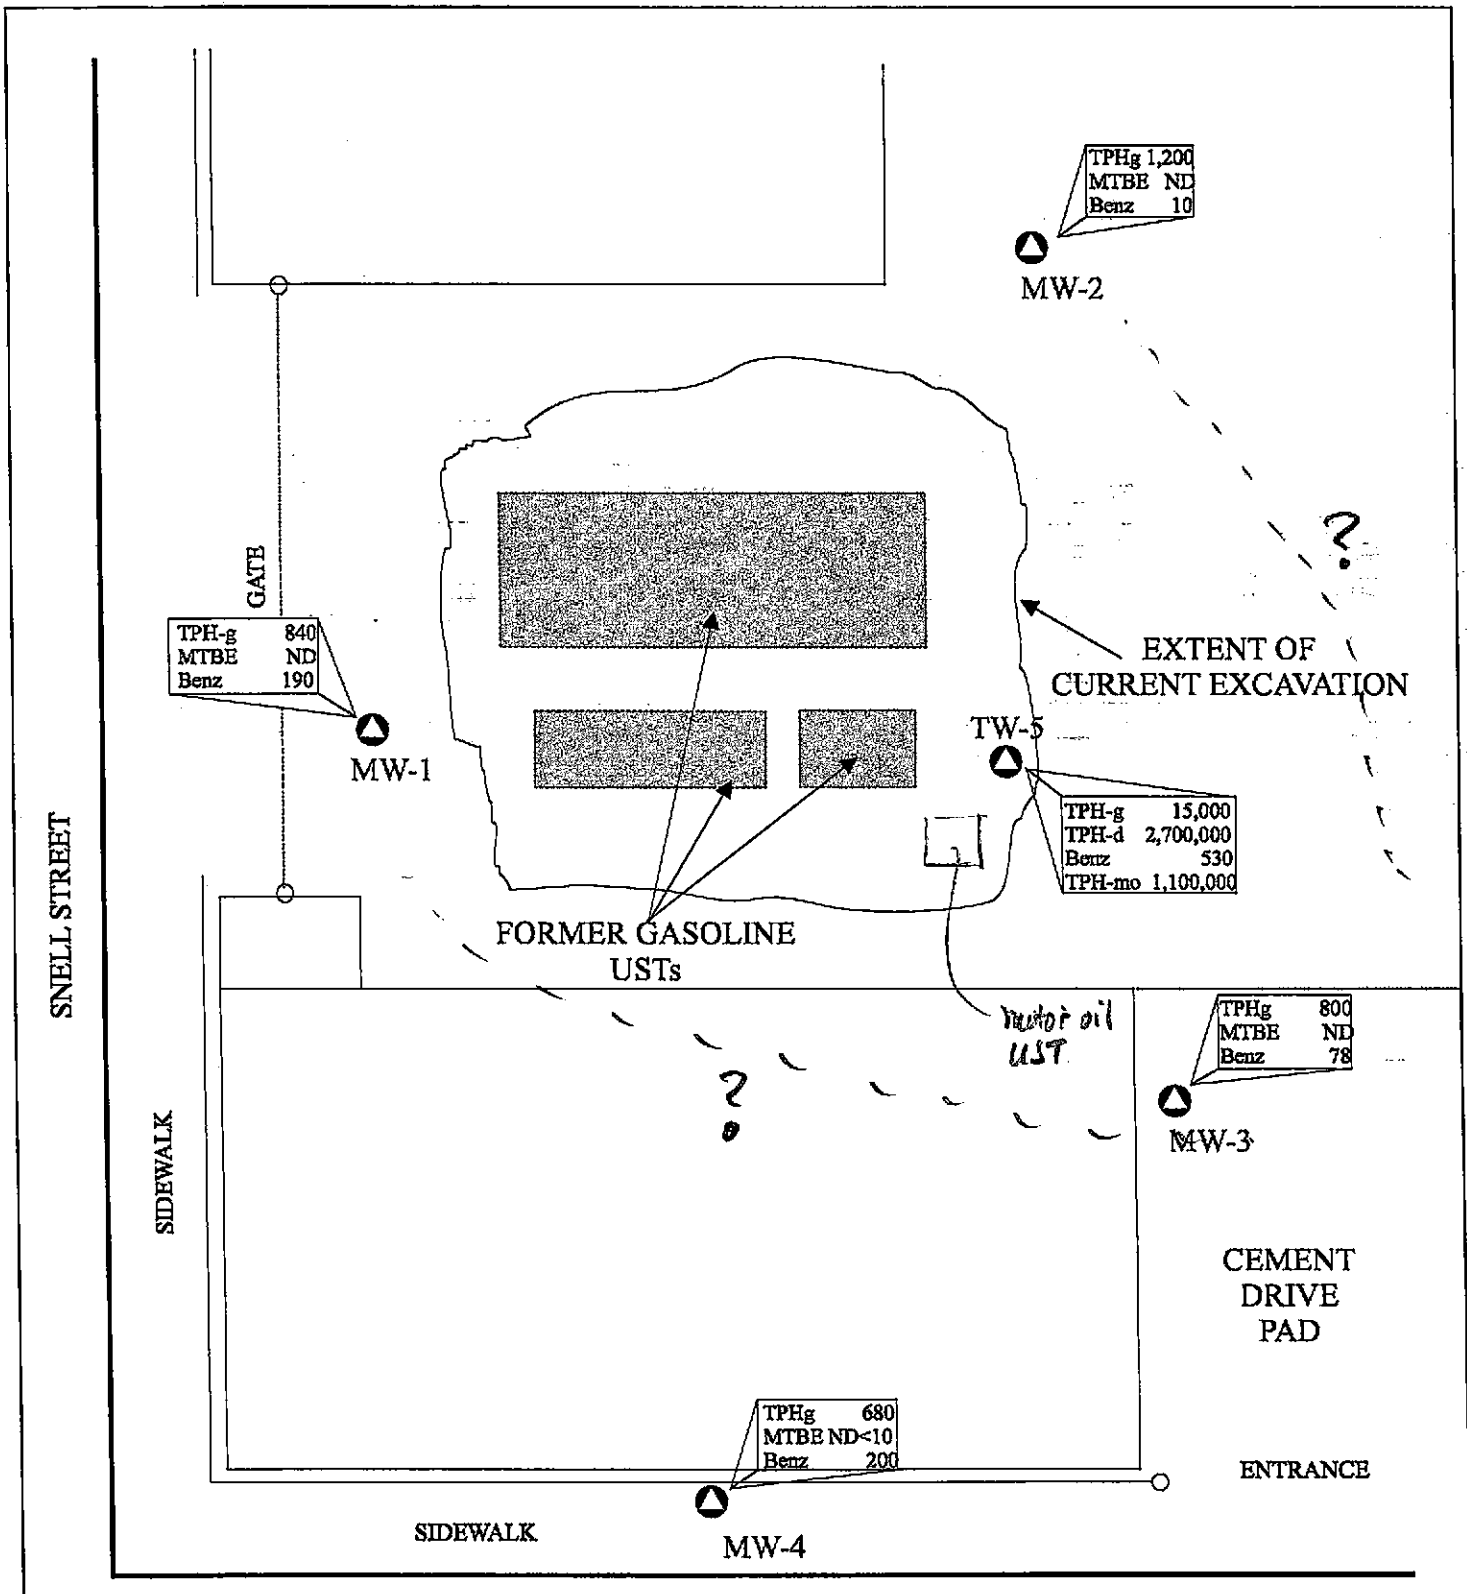 TPHg 1,200
MTBE ND
Benz 10
MW-2
GATE
?
TPH-g 840
MTBE ND
Benz 190
MW-1
EXTENT OF
CURRENT EXCAVATION
TW-5
TPH-g 15,000
TPH-d 2,700,000
Benz 530
TPH-mo 1,100,000
SNELL STREET
FORMER GASOLINE
USTs
motor oil
UST
TPHg 800
MTBE ND
Benz 78
MW-3
?
SIDEWALK
CEMENT
DRIVE
PAD
TPHg 680
MTBE ND<10
Benz 200
ENTRANCE
SIDEWALK
MW-4